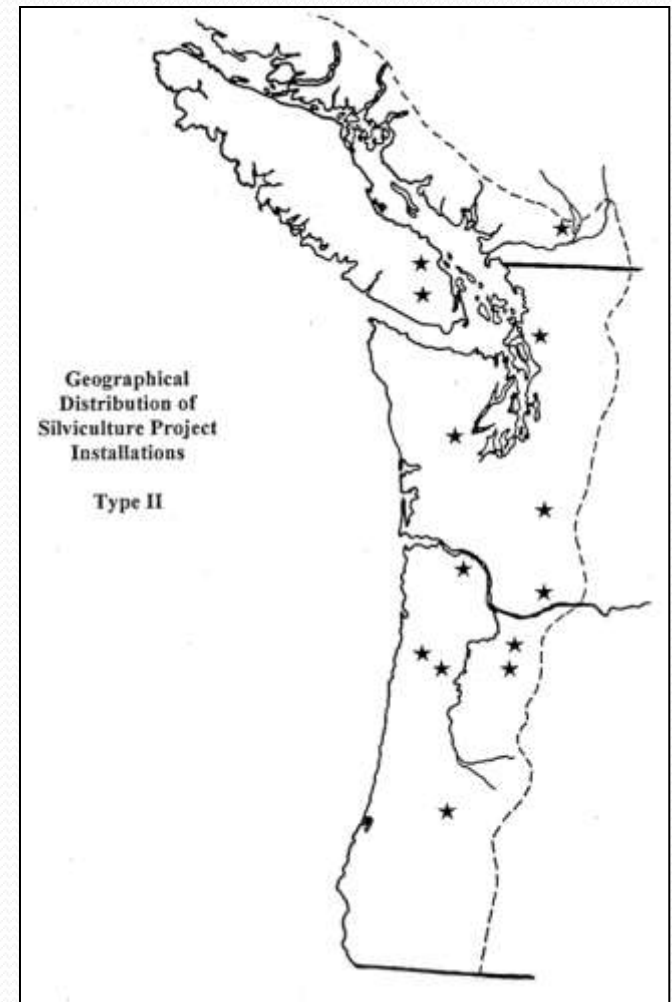 Geographical
Distribution of
Silviculture Project
Installations
Type II